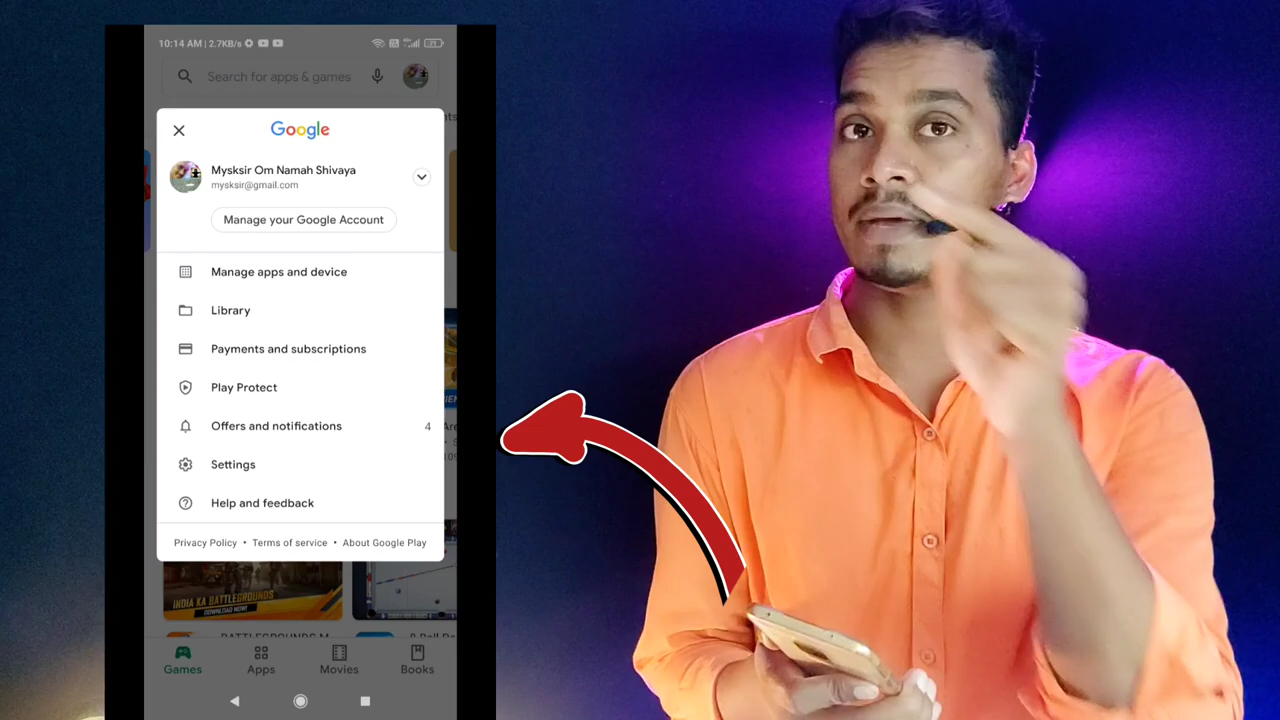 10:14 AM | 2.7KB/s
Search for apps & games
Google
Mysksir Om Namah Shivaya
mysksir@gmail.com
Manage your Google Account
Manage apps and device
Library
Payments and subscriptions
Play Protect
Offers and notifications 4
Settings
Help and feedback
Privacy Policy • Terms of service • About Google Play
INDIA KA BATTLEGROUNDS
DOWNLOAD NOW!
Games Apps Movies Books